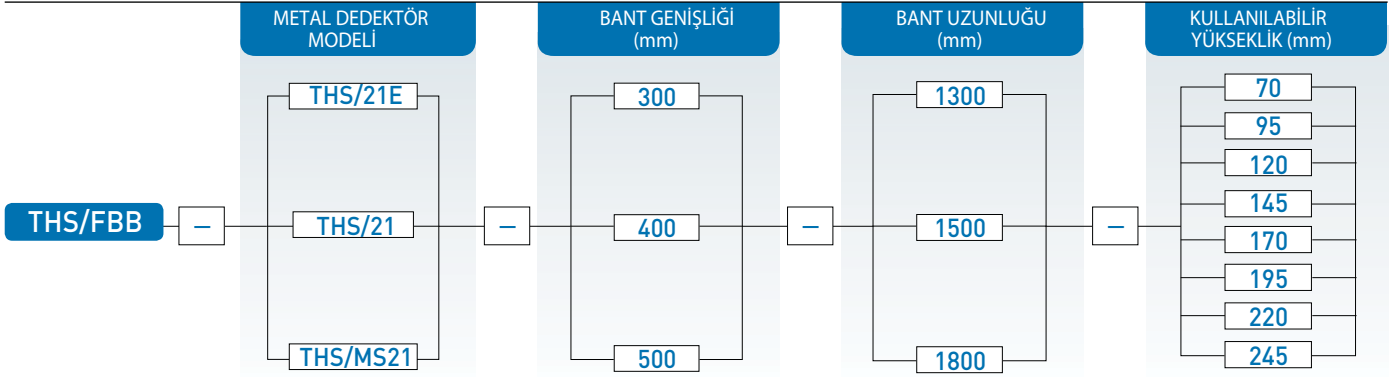 METAL DEDEKTÖR
MODELİ
BANT GENİŞLİĞİ
(mm)
BANT UZUNLUĞU
(mm)
KULLANILABİLİR
YÜKSEKLİK (mm)
THS/FBB
–
THS/21E
THS/21
THS/MS21
–
300
400
500
–
1300
1500
1800
–
70
95
120
145
170
195
220
245